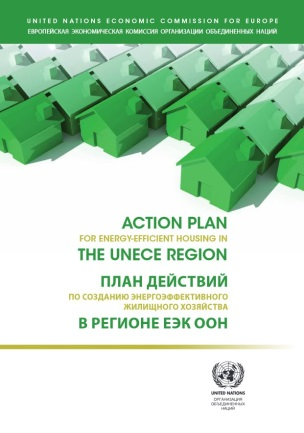 UNITED NATIONS ECONOMIC COMMISSION FOR EUROPE
ЕВРОПЕЙСКАЯ ЭКОНОМИЧЕСКАЯ КОМИССИЯ ОРГАНИЗАЦИИ ОБЪЕДИНЕННЫХ НАЦИЙ
ACTION PLAN
FOR ENERGY-EFFICIENT HOUSING IN
THE UNECE REGION
ПЛАН ДЕЙСТВИЙ
ПО СОЗДАНИЮ ЭНЕРГОЭФФЕКТИВНОГО
ЖИЛИЩНОГО ХОЗЯЙСТВА
В РЕГИОНЕ ЕЭК ООН
UNITED NATIONS
ОРГАНИЗАЦИЯ
ОБЪЕДИНЕННЫХ
НАЦИЙ